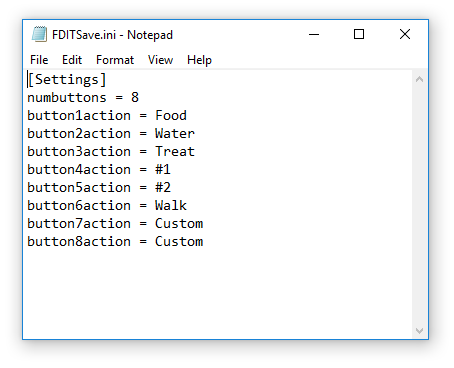 FDITSave.ini - Notepad
File Edit Format View Help
[Settings]
numbuttons = 8
button1action = Food
button2action = Water
button3action = Treat
button4action = #1
button5action = #2
button6action = Walk
button7action = Custom
button8action = Custom